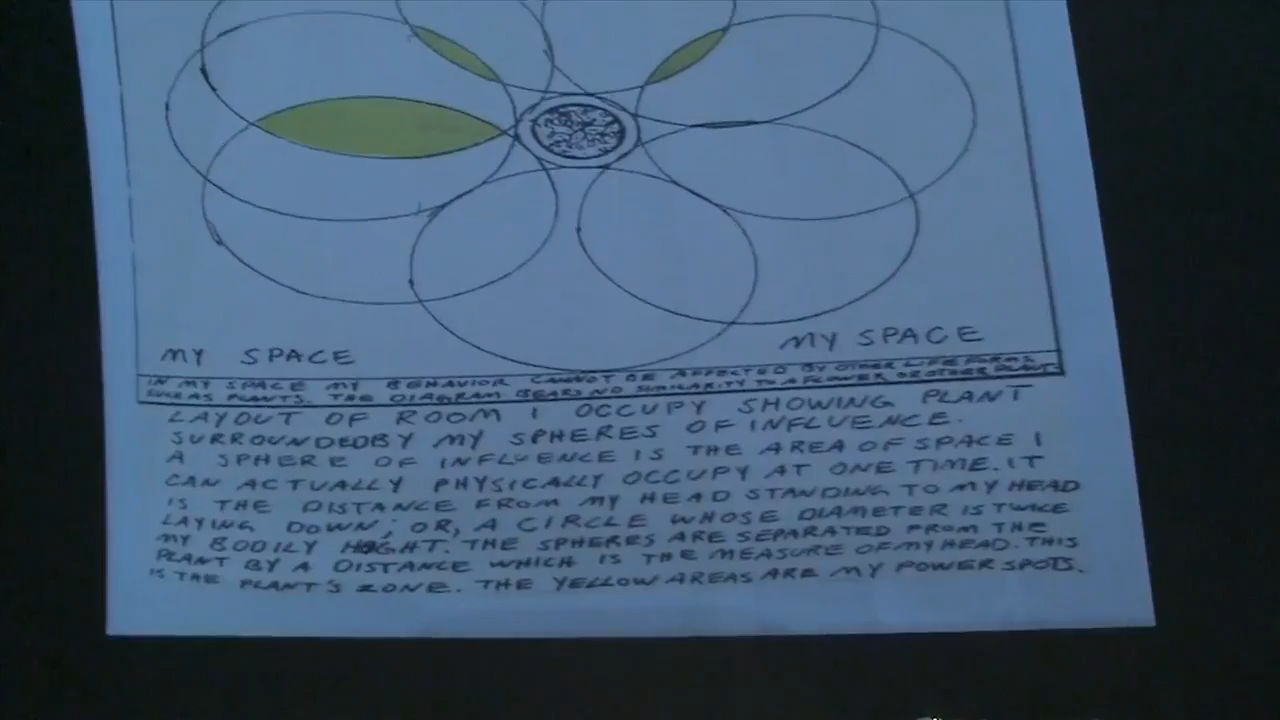 MY SPACE
MY SPACE
IN MY SPACE MY BEHAVIOR CANNOT BE AFFECTED BY OTHER LIFE FORMS
SUCH AS PLANTS. THE DIAGRAM BEARS NO SIMILARITY TO A FLOWER OR OTHER PLANT.
LAYOUT OF ROOM I OCCUPY SHOWING PLANT
SURROUNDEDBY MY SPHERES OF INFLUENCE.
A SPHERE OF INFLUENCE IS THE AREA OF SPACE I
CAN ACTUALLY PHYSICALLY OCCUPY AT ONE TIME. IT
IS THE DISTANCE FROM MY HEAD STANDING TO MY HEAD
LAYING DOWN; OR, A CIRCLE WHOSE DIAMETER IS TWICE
MY BODILY HIGHT. THE SPHERES ARE SEPARATED FROM THE
PLANT BY A DISTANCE WHICH IS THE MEASURE OF MY HEAD. THIS
IS THE PLANT'S ZONE. THE YELLOW AREAS ARE MY POWER SPOTS.